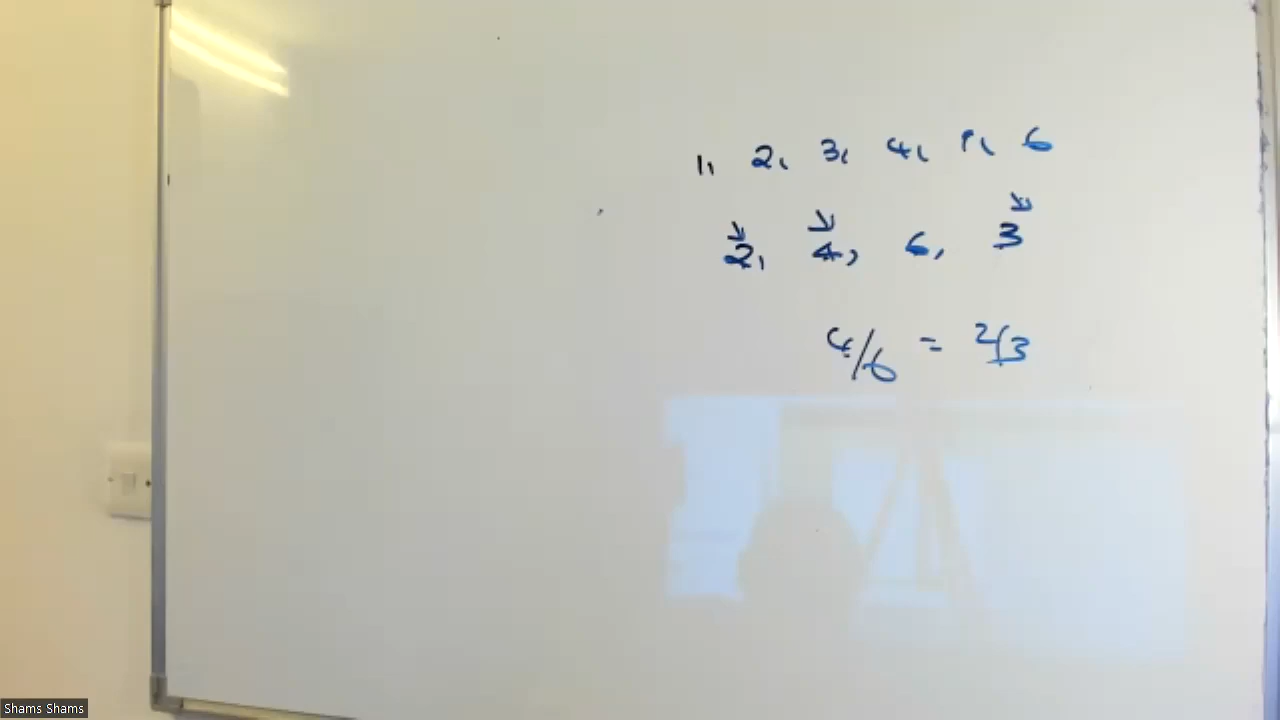 1, 2, 3, 4, 5, 6
2, 4, 6, 3
4/6 = 2/3
Shams Shams